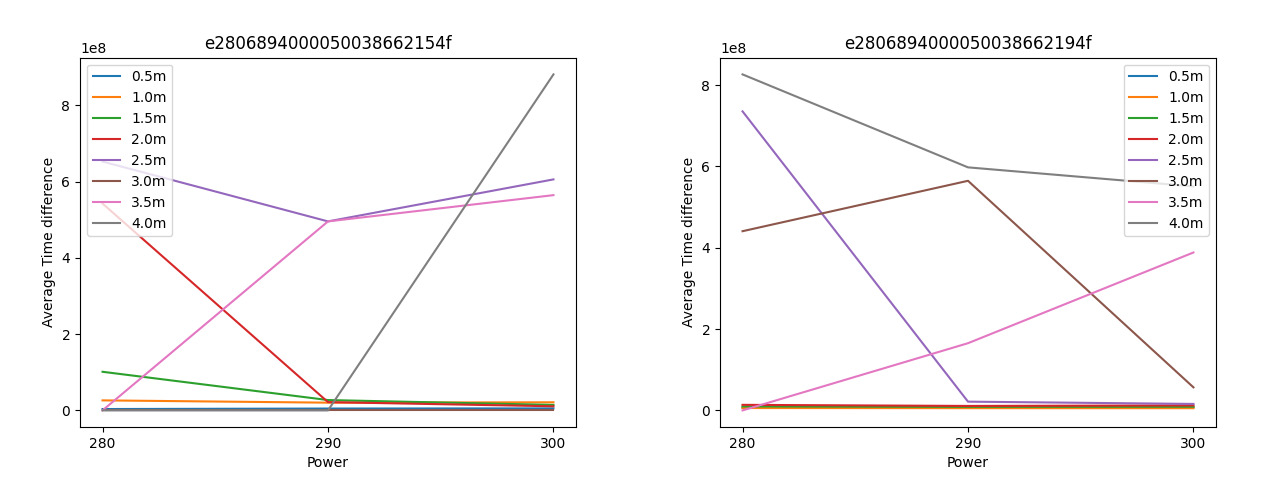 e2806894000050038662154f
1e8
0.5m
1.0m
1.5m
2.0m
2.5m
3.0m
3.5m
4.0m
8
6
4
2
0
Average Time difference
280
290
300
Power
e2806894000050038662194f
1e8
0.5m
1.0m
1.5m
2.0m
2.5m
3.0m
3.5m
4.0m
8
6
4
2
0
Average Time difference
280
290
300
Power